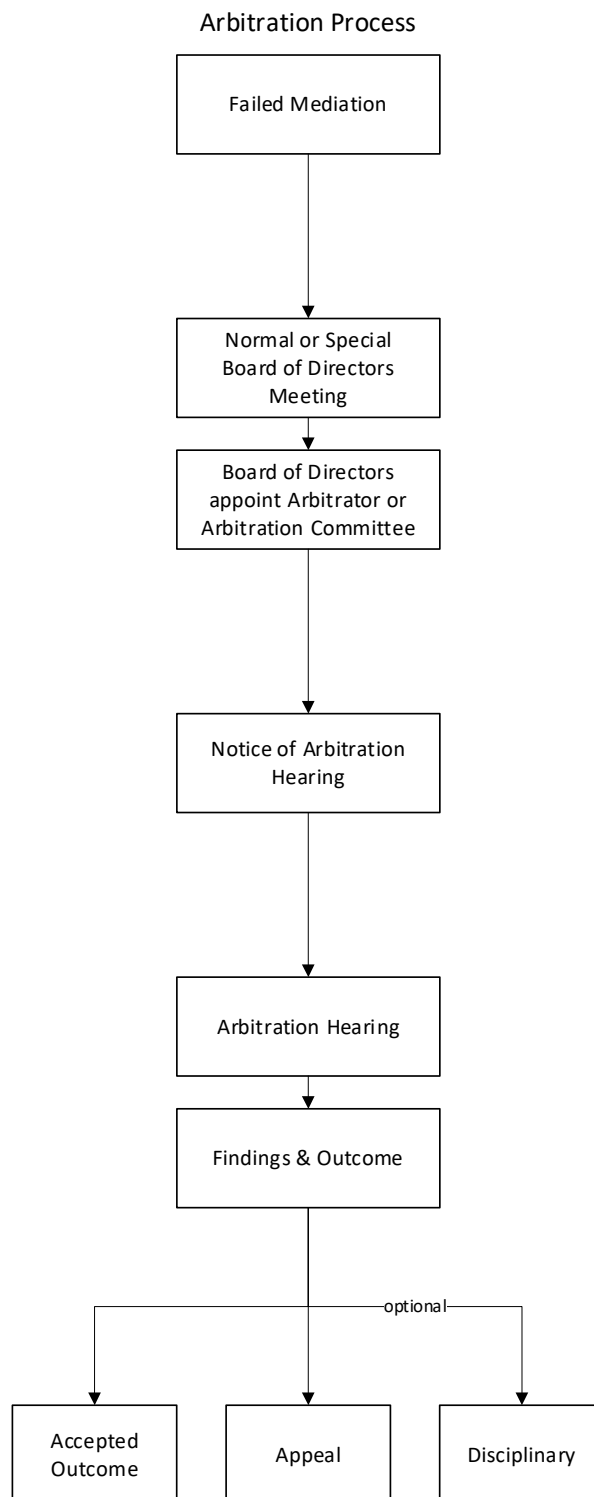 Arbitration Process
Failed Mediation
Normal or Special
Board of Directors
Meeting
Board of Directors
appoint Arbitrator or
Arbitration Committee
Notice of Arbitration
Hearing
Arbitration Hearing
Findings & Outcome
optional
Accepted
Outcome
Appeal
Disciplinary